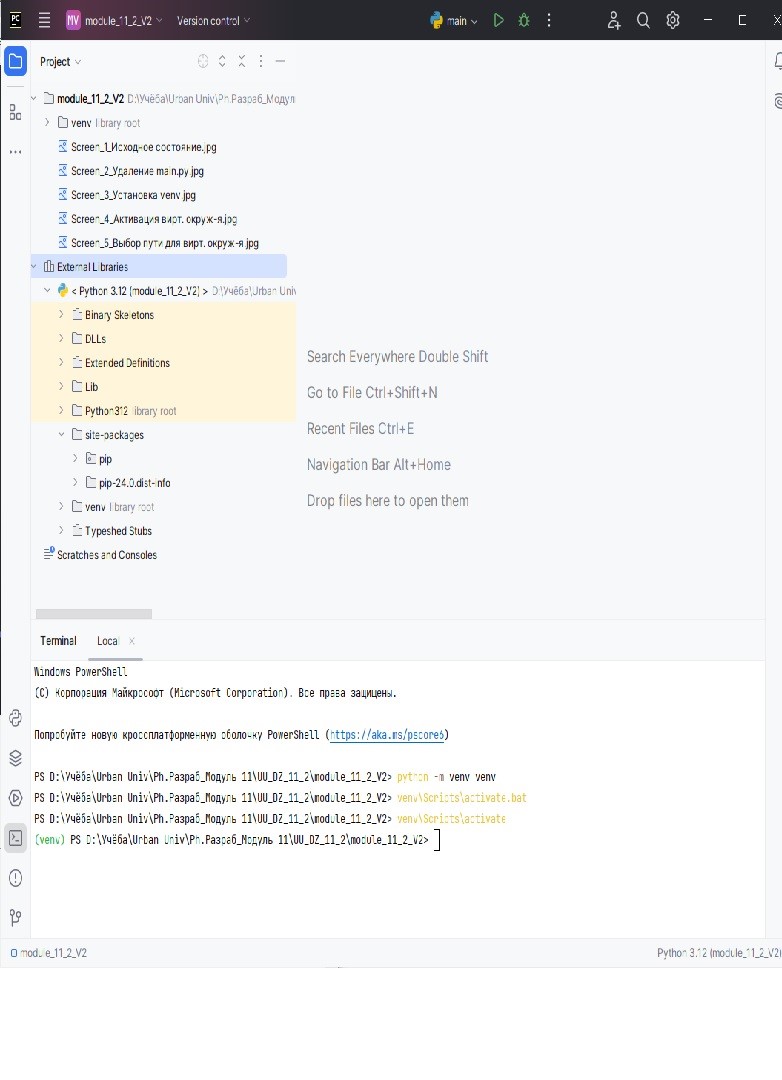 PC MV module_11_2_V2 Version control main
Project
module_11_2_V2 D:\Учёба\Urban Univ\Ph.Разраб_Модул
venv library root
Screen_1_Исходное состояние.jpg
Screen_2_Удаление main.py.jpg
Screen_3_Установка venv.jpg
Screen_4_Активация вирт. окруж-я.jpg
Screen_5_Выбор пути для вирт. окруж-я.jpg
External Libraries
< Python 3.12 (module_11_2_V2) > D:\Учёба\Urban Univ
Binary Skeletons
DLLs
Extended Definitions
Lib
Python312 library root
site-packages
pip
pip-24.0.dist-info
venv library root
Typeshed Stubs
Scratches and Consoles
Search Everywhere Double Shift
Go to File Ctrl+Shift+N
Recent Files Ctrl+E
Navigation Bar Alt+Home
Drop files here to open them
Terminal Local ×
Windows PowerShell
(C) Корпорация Майкрософт (Microsoft Corporation). Все права защищены.
Попробуйте новую кроссплатформенную оболочку PowerShell (https://aka.ms/pscore6)
PS D:\Учёба\Urban Univ\Ph.Разраб_Модуль 11\UU_DZ_11_2\module_11_2_V2> python -m venv venv
PS D:\Учёба\Urban Univ\Ph.Разраб_Модуль 11\UU_DZ_11_2\module_11_2_V2> venv\Scripts\activate.bat
PS D:\Учёба\Urban Univ\Ph.Разраб_Модуль 11\UU_DZ_11_2\module_11_2_V2> venv\Scripts\activate
(venv) PS D:\Учёба\Urban Univ\Ph.Разраб_Модуль 11\UU_DZ_11_2\module_11_2_V2>
module_11_2_V2 Python 3.12 (module_11_2_V2)